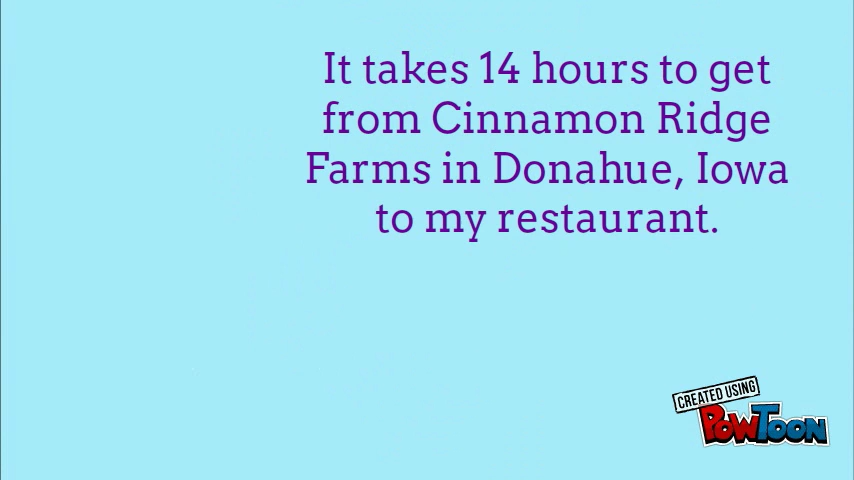 It takes 14 hours to get
from Cinnamon Ridge
Farms in Donahue, Iowa
to my restaurant.
CREATED USING
POWTOON